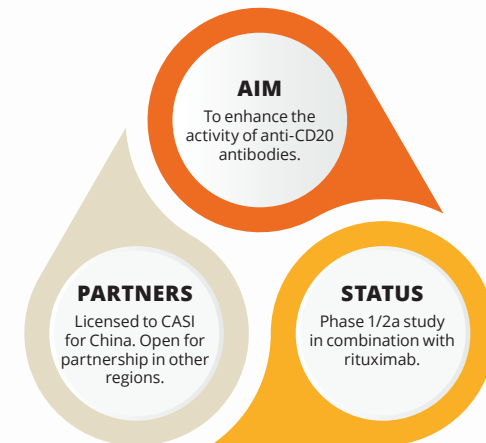 AIM
To enhance the
activity of anti-CD20
antibodies.
PARTNERS
Licensed to CASI
for China. Open for
partnership in other
regions.
STATUS
Phase 1/2a study
in combination with
rituximab.